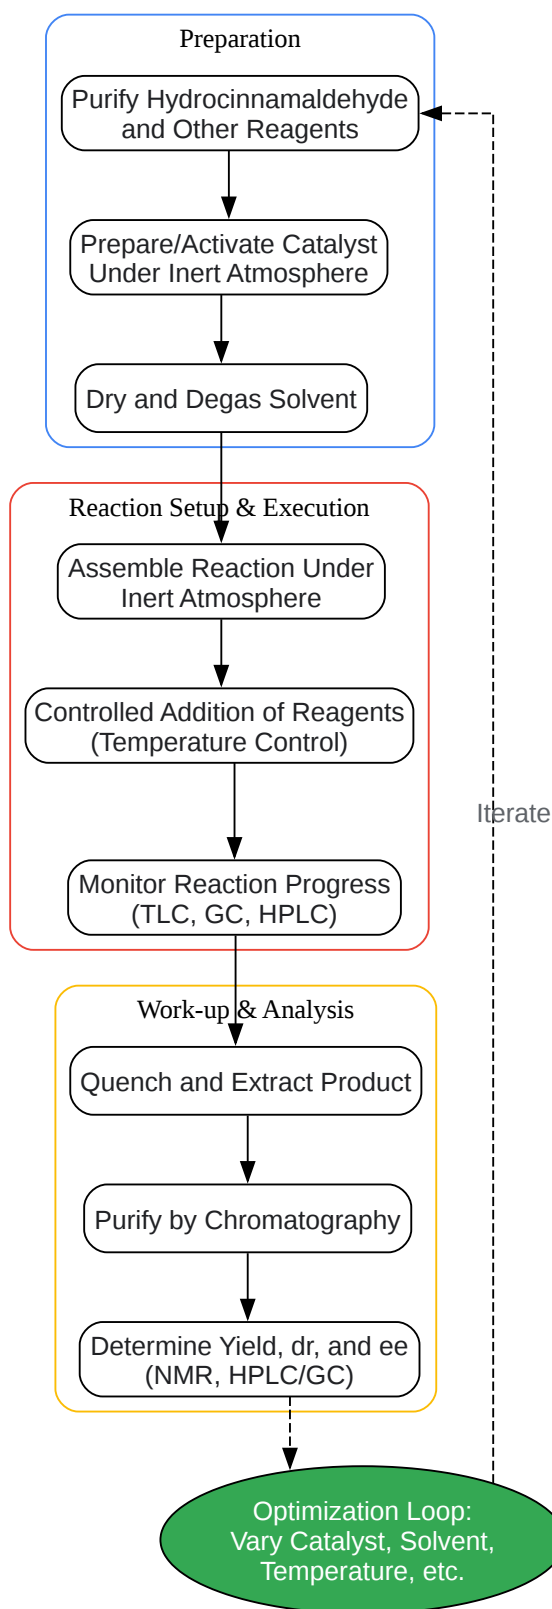 Preparation
Purify Hydrocinnamaldehyde
and Other Reagents
Prepare/Activate Catalyst
Under Inert Atmosphere
Dry and Degas Solvent
Reaction Setup & Execution
Assemble Reaction Under
Inert Atmosphere
Controlled Addition of Reagents
(Temperature Control)
Iterate
Monitor Reaction Progress
(TLC, GC, HPLC)
Work-up & Analysis
Quench and Extract Product
Purify by Chromatography
Determine Yield, dr, and ee
(NMR, HPLC/GC)
Optimization Loop:
Vary Catalyst, Solvent,
Temperature, etc.